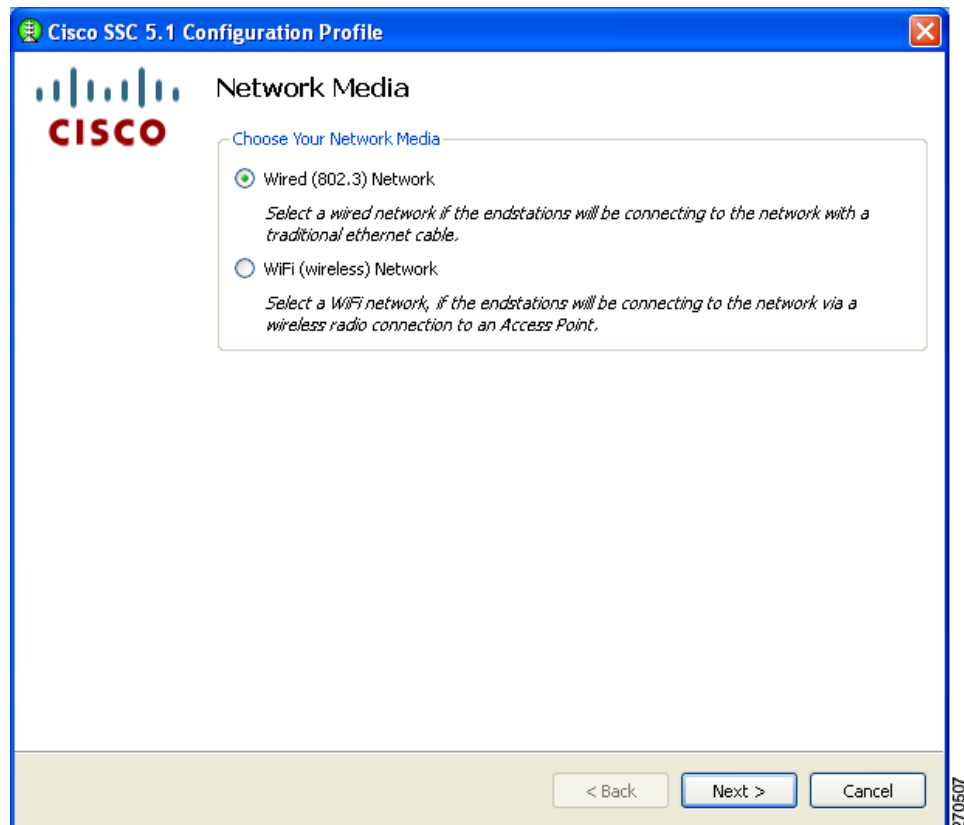 Cisco SSC 5.1 Configuration Profile
CISCO
Network Media
Choose Your Network Media
Wired (802.3) Network
Select a wired network if the endstations will be connecting to the network with a
traditional ethernet cable.
WiFi (wireless) Network
Select a WiFi network, if the endstations will be connecting to the network via a
wireless radio connection to an Access Point.
< Back
Next >
Cancel
270507